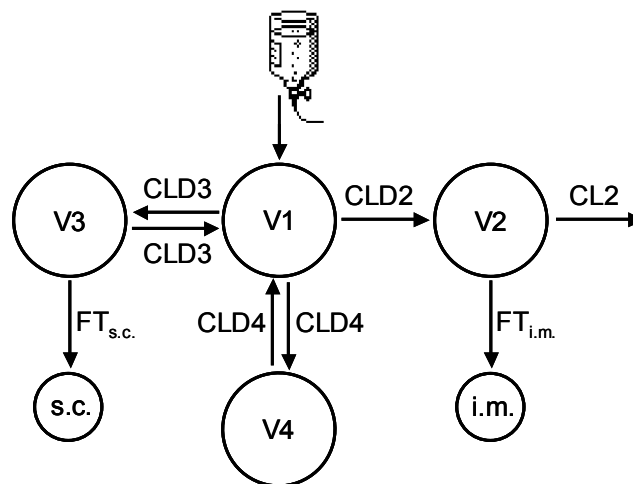 CLD3
CLD2
CL2
V3
V1
V2
CLD3
FTs.c.
CLD4
CLD4
FTi.m.
s.c.
V4
i.m.